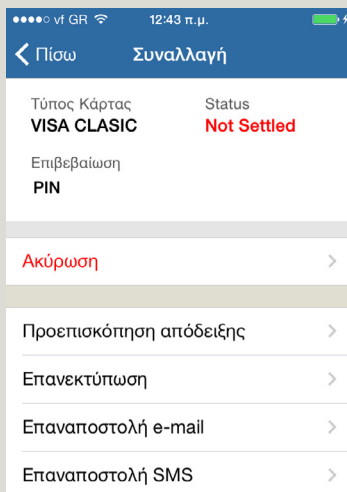 vf GR 12:43 π.μ.
Πίσω Συναλλαγή
Τύπος Κάρτας Status
VISA CLASIC Not Settled
Επιβεβαίωση
PIN
Ακύρωση
Προεπισκόπηση απόδειξης
Επανεκτύπωση
Επαναποστολή e-mail
Επαναποστολή SMS